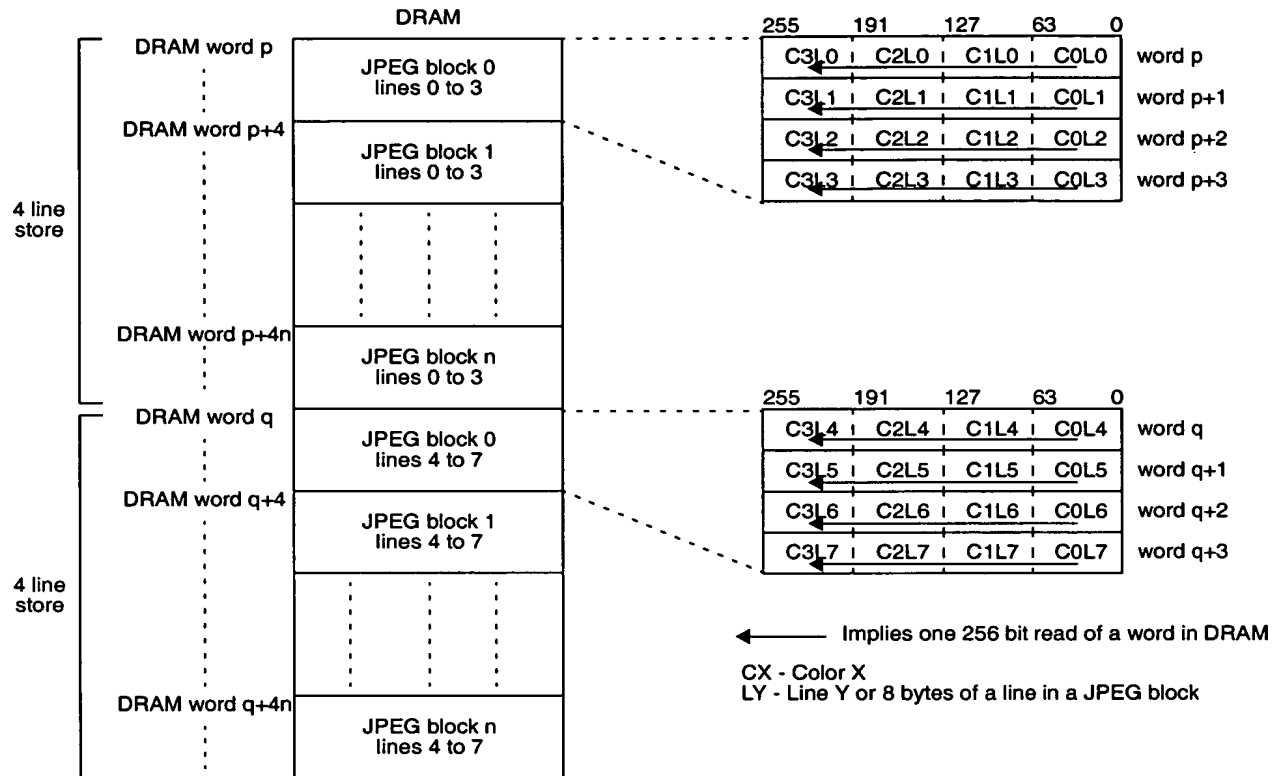 DRAM
DRAM word p
JPEG block 0
lines 0 to 3
DRAM word p+4
JPEG block 1
lines 0 to 3
4 line
store
DRAM word p+4n
JPEG block n
lines 0 to 3
DRAM word q
JPEG block 0
lines 4 to 7
DRAM word q+4
JPEG block 1
lines 4 to 7
4 line
store
DRAM word q+4n
JPEG block n
lines 4 to 7
255 191 127 63 0
C3L0 C2L0 C1L0 C0L0 word p
C3L1 C2L1 C1L1 C0L1 word p+1
C3L2 C2L2 C1L2 C0L2 word p+2
C3L3 C2L3 C1L3 C0L3 word p+3
255 191 127 63 0
C3L4 C2L4 C1L4 C0L4 word q
C3L5 C2L5 C1L5 C0L5 word q+1
C3L6 C2L6 C1L6 C0L6 word q+2
C3L7 C2L7 C1L7 C0L7 word q+3
Implies one 256 bit read of a word in DRAM
CX - Color X
LY - Line Y or 8 bytes of a line in a JPEG block